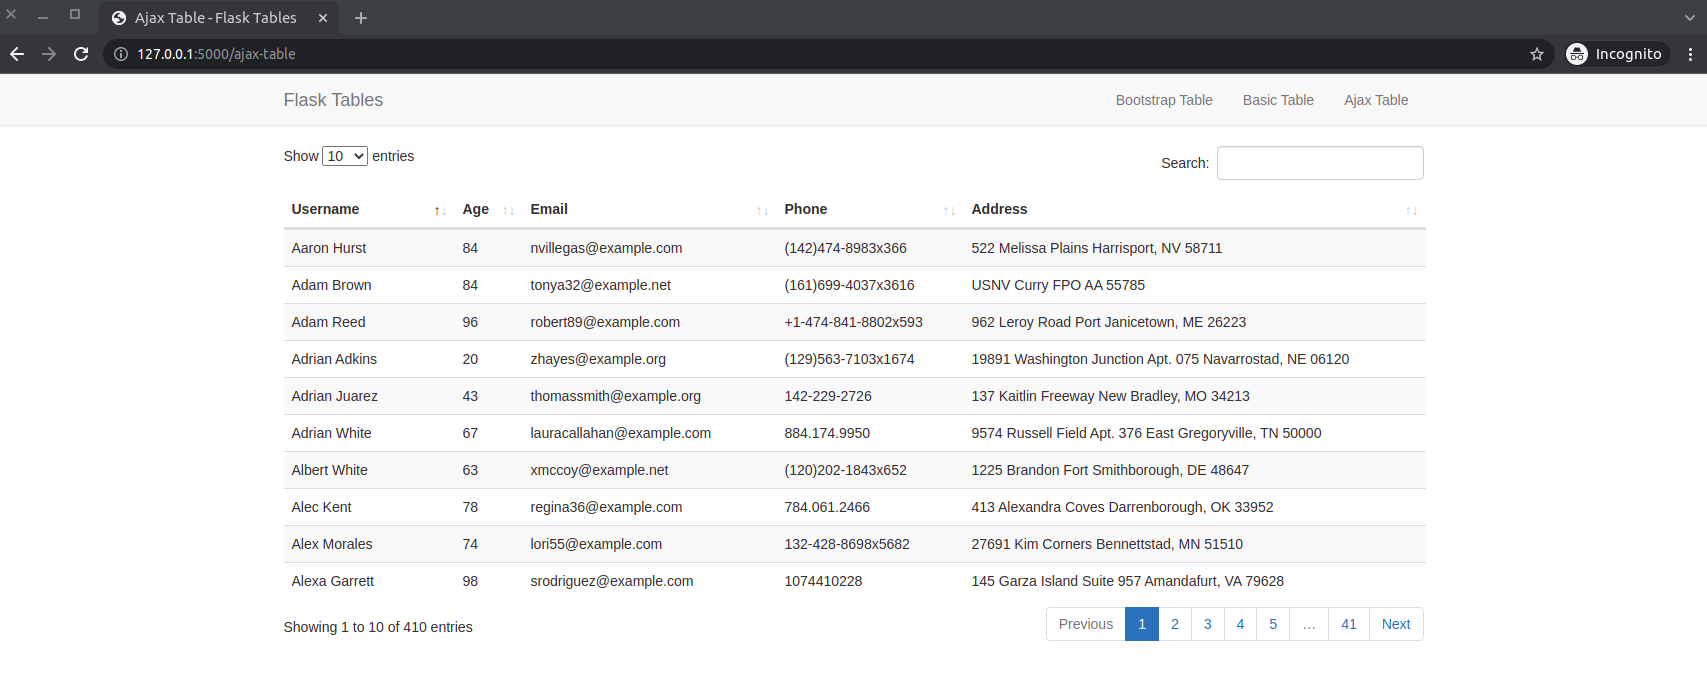 Ajax Table - Flask Tables
127.0.0.1:5000/ajax-table
Incognito
Flask Tables Bootstrap Table Basic Table Ajax Table
Show 10 entries Search:
Username Age Email Phone Address
Aaron Hurst 84 nvillegas@example.com (142)474-8983x366 522 Melissa Plains Harrisport, NV 58711
Adam Brown 84 tonya32@example.net (161)699-4037x3616 USNV Curry FPO AA 55785
Adam Reed 96 robert89@example.com +1-474-841-8802x593 962 Leroy Road Port Janicetown, ME 26223
Adrian Adkins 20 zhayes@example.org (129)563-7103x1674 19891 Washington Junction Apt. 075 Navarrostad, NE 06120
Adrian Juarez 43 thomassmith@example.org 142-229-2726 137 Kaitlin Freeway New Bradley, MO 34213
Adrian White 67 lauracallahan@example.com 884.174.9950 9574 Russell Field Apt. 376 East Gregoryville, TN 50000
Albert White 63 xmccoy@example.net (120)202-1843x652 1225 Brandon Fort Smithborough, DE 48647
Alec Kent 78 regina36@example.com 784.061.2466 413 Alexandra Coves Darrenborough, OK 33952
Alex Morales 74 lori55@example.com 132-428-8698x5682 27691 Kim Corners Bennettstad, MN 51510
Alexa Garrett 98 srodriguez@example.com 1074410228 145 Garza Island Suite 957 Amandafurt, VA 79628
Showing 1 to 10 of 410 entries Previous 1 2 3 4 5 … 41 Next